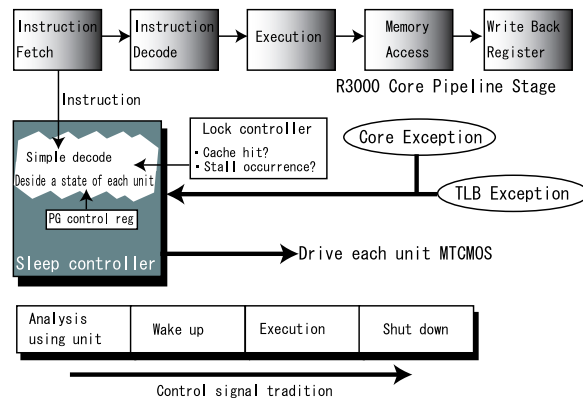 Instruction
Fetch
Instruction
Decode
Execution
Memory
Access
Write Back
Register
R3000 Core Pipeline Stage
Instruction
Lock controller
・Cache hit?
・Stall occurrence?
Core Exception
TLB Exception
Simple decode
Deside a state of each unit
PG control reg
Sleep controller
Drive each unit MTCMOS
Analysis
using unit
Wake up
Execution
Shut down
Control signal tradition